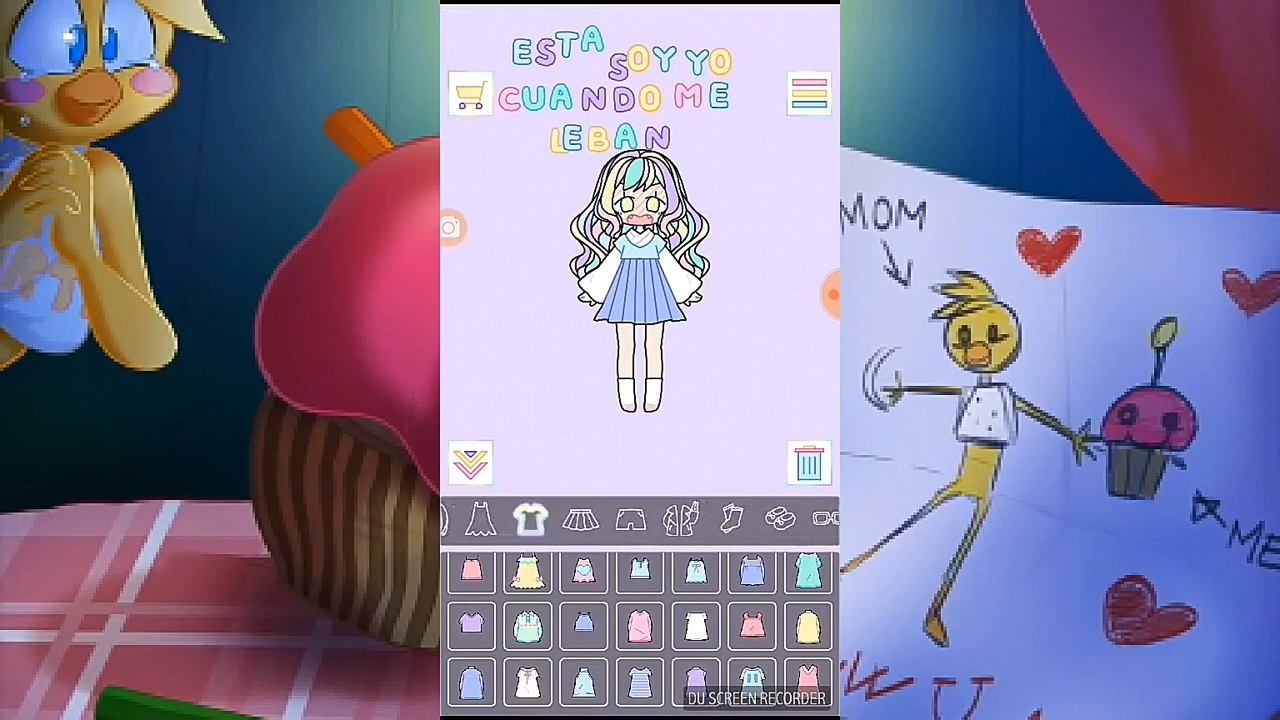 ESTA SOY YO
CUANDO ME
LEBAN
MOM
ME
DU SCREEN RECORDER